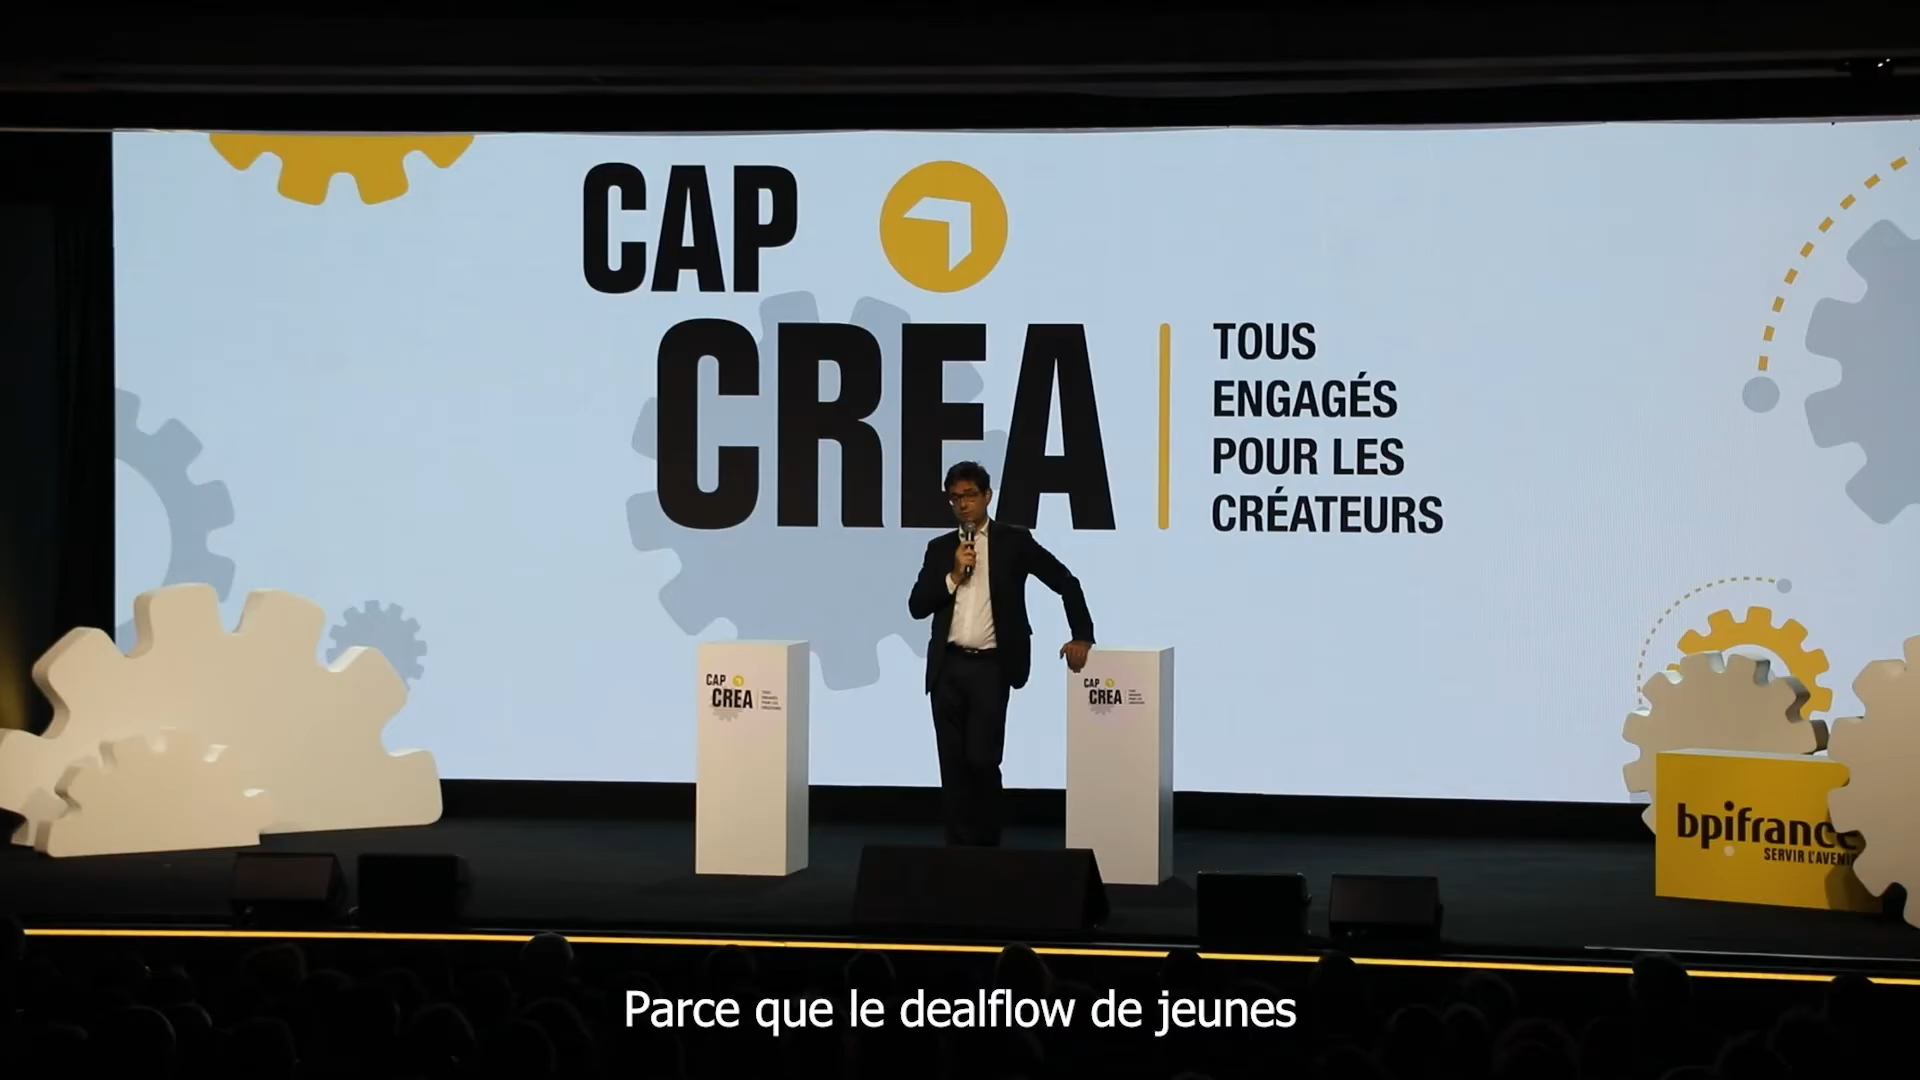 CAP
CREA
TOUS
ENGAGÉS
POUR LES
CRÉATEURS
CAP
CREA
CAP
CREA
bpifrance
SERVIR L'AVENIR
Parce que le dealflow de jeunes